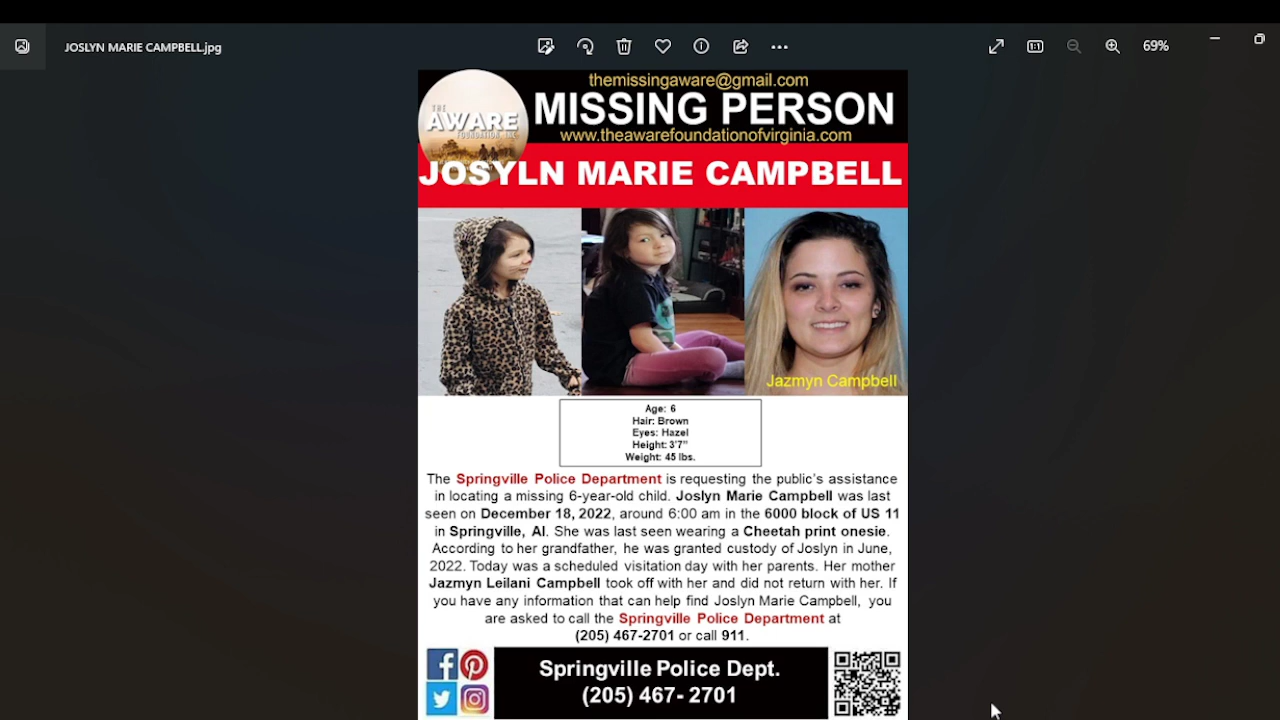 JOSLYN MARIE CAMPBELL.jpg
69%
themissingaware@gmail.com
THE
AWARE
FOUNDATION, INC.
MISSING PERSON
www.theawarefoundationofvirginia.com
JOSYLN MARIE CAMPBELL
Jazmyn Campbell
Age: 6
Hair: Brown
Eyes: Hazel
Height: 3'7"
Weight: 45 lbs.
The Springville Police Department is requesting the public's assistance
in locating a missing 6-year-old child. Joslyn Marie Campbell was last
seen on December 18, 2022, around 6:00 am in the 6000 block of US 11
in Springville, Al. She was last seen wearing a Cheetah print onesie.
According to her grandfather, he was granted custody of Joslyn in June,
2022. Today was a scheduled visitation day with her parents. Her mother
Jazmyn Leilani Campbell took off with her and did not return with her. If
you have any information that can help find Joslyn Marie Campbell, you
are asked to call the Springville Police Department at
(205) 467-2701 or call 911.
Springville Police Dept.
(205) 467- 2701